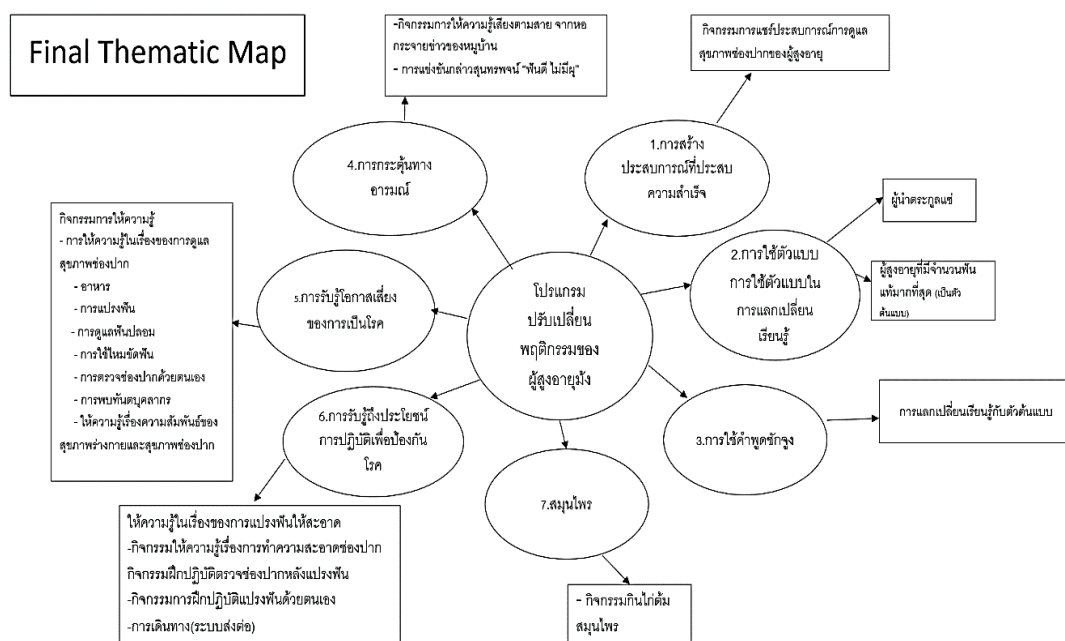 Final Thematic Map
-กิจกรรมการให้ความรู้เสียงตามสาย จากหอ
กระจายข่าวของหมู่บ้าน
- การแข่งขันกล่าวสุนทรพจน์ "ฟันดี ไม่มีผุ"
กิจกรรมการแชร์ประสบการณ์การดูแล
สุขภาพช่องปากของผู้สูงอายุ
4.การกระตุ้นทาง
อารมณ์
1.การสร้าง
ประสบการณ์ที่ประสบ
ความสำเร็จ
ผู้นำตระกูลแซ่
2.การใช้ตัวแบบ
การใช้ตัวแบบใน
การแลกเปลี่ยน
เรียนรู้
ผู้สูงอายุที่มีจำนวนฟัน
แท้มากที่สุด (เป็นตัว
ต้นแบบ)
กิจกรรมการให้ความรู้
- การให้ความรู้ในเรื่องของการดูแล
สุขภาพช่องปาก
- อาหาร
- การแปรงฟัน
- การดูแลฟันปลอม
- การใช้ไหมขัดฟัน
- การตรวจช่องปากด้วยตนเอง
- การพบทันตบุคลากร
- ให้ความรู้เรื่องความสัมพันธ์ของ
สุขภาพร่างกายและสุขภาพช่องปาก
5.การรับรู้โอกาสเสี่ยง
ของการเป็นโรค
โปรแกรม
ปรับเปลี่ยน
พฤติกรรมของ
ผู้สูงอายุม้ง
6.การรับรู้ถึงประโยชน์
การปฏิบัติเพื่อป้องกัน
โรค
3.การใช้คำพูดชักจูง
การแลกเปลี่ยนเรียนรู้กับตัวต้นแบบ
7.สมุนไพร
ให้ความรู้ในเรื่องของการแปรงฟันให้สะอาด
-กิจกรรมให้ความรู้เรื่องการทำความสะอาดช่องปาก
กิจกรรมฝึกปฏิบัติตรวจช่องปากหลังแปรงฟัน
-กิจกรรมการฝึกปฏิบัติแปรงฟันด้วยตนเอง
-การเดินทาง(ระบบส่งต่อ)
- กิจกรรมกินไก่ต้ม
สมุนไพร